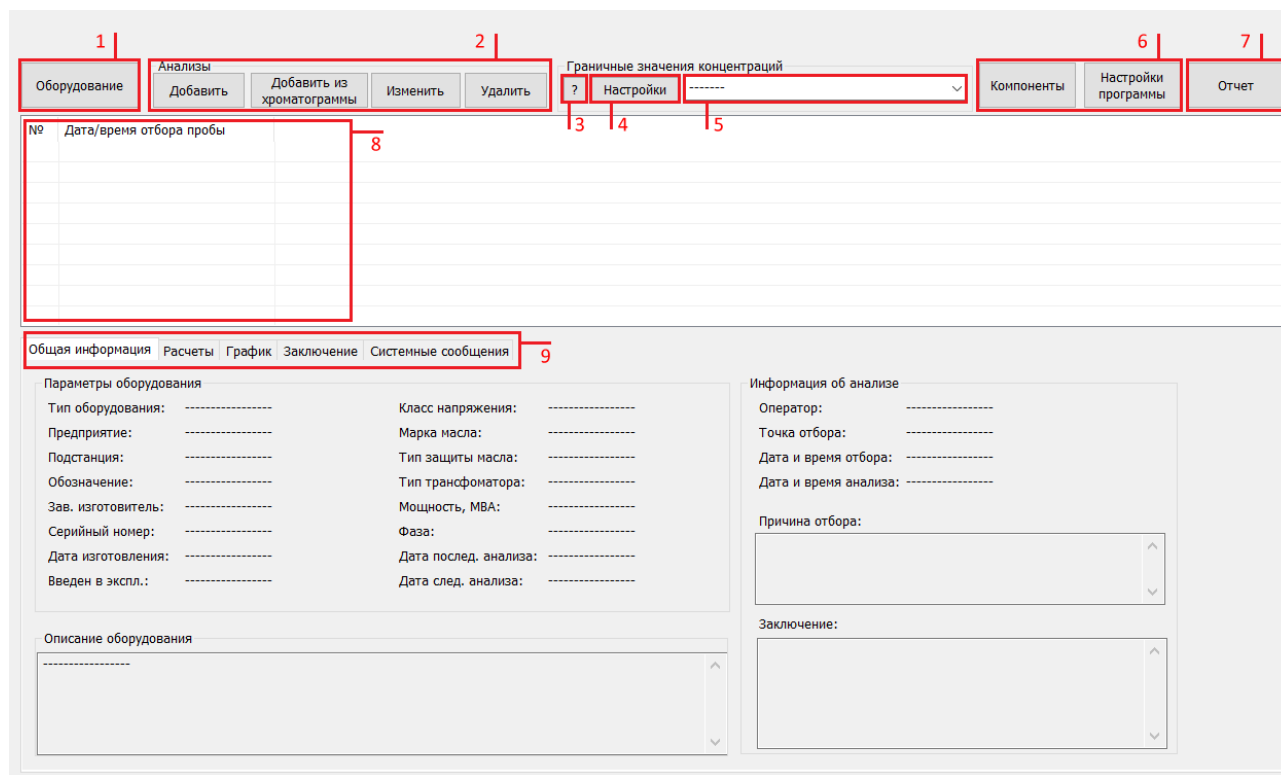 1 2 6 7
Анализы Граничные значения концентраций
Оборудование Добавить Добавить из хроматограммы Изменить Удалить ? Настройки ------- Компоненты Настройки программы Отчет
3 4 5
№ Дата/время отбора пробы
8
Общая информация Расчеты График Заключение Системные сообщения
9
Параметры оборудования
Тип оборудования: -----------------
Предприятие: -----------------
Подстанция: -----------------
Обозначение: -----------------
Зав. изготовитель: -----------------
Серийный номер: -----------------
Дата изготовления: -----------------
Введен в экспл.: -----------------
Класс напряжения: -----------------
Марка масла: -----------------
Тип защиты масла: -----------------
Тип трансфоматора: -----------------
Мощность, МВА: -----------------
Фаза: -----------------
Дата послед. анализа: -----------------
Дата след. анализа: -----------------
Описание оборудования
-----------------
Информация об анализе
Оператор: -----------------
Точка отбора: -----------------
Дата и время отбора: -----------------
Дата и время анализа: -----------------
Причина отбора:
Заключение: